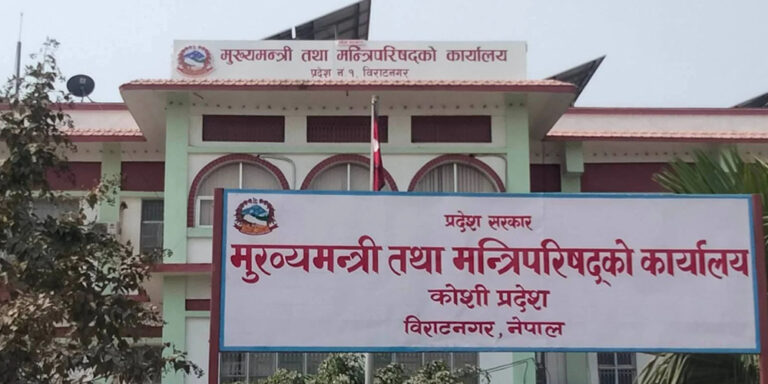 मुख्यमन्त्री तथा मन्त्रिपरिषद्को कार्यालय
प्रदेश नं. १, विराटनगर
प्रदेश सरकार
मुख्यमन्त्री तथा मन्त्रिपरिषद्को कार्यालय
कोशी प्रदेश
विराटनगर, नेपाल